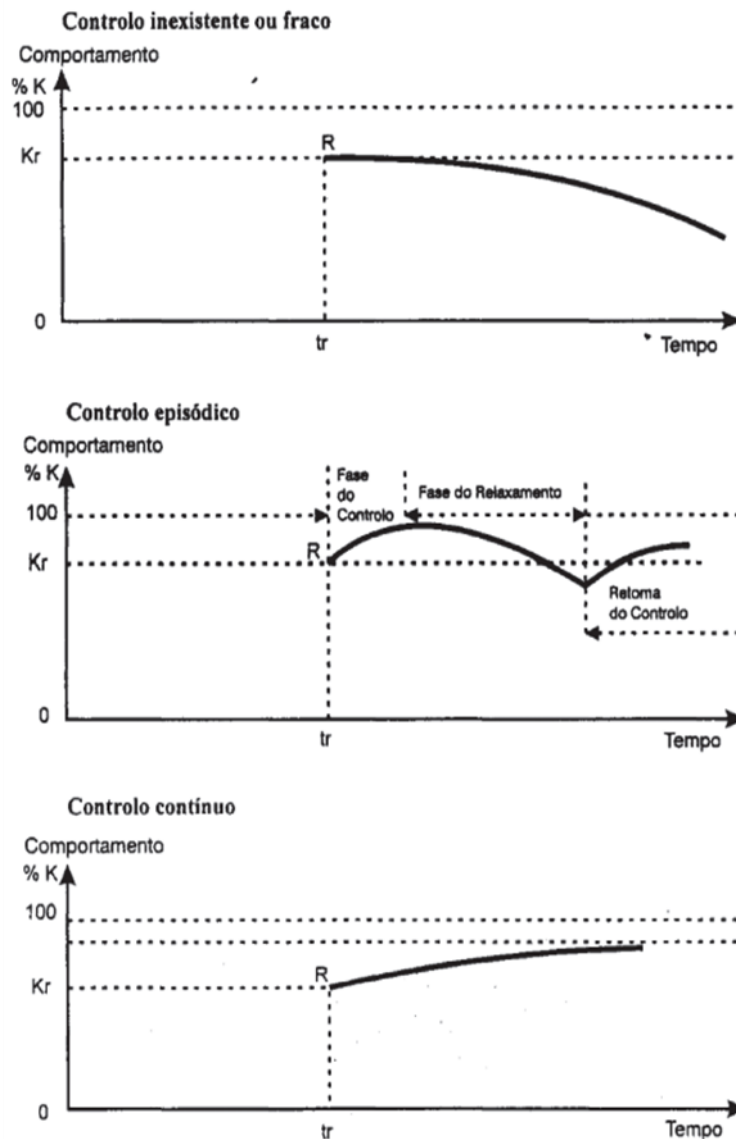 Controlo inexistente ou fraco
Comportamento
% K
100
Kr
R
0
tr
Tempo
Controlo episódico
Comportamento
% K
100
Kr
R
Fase
do
Controlo
Fase do Relaxamento
Retoma
do Controlo
0
tr
Tempo
Controlo contínuo
Comportamento
% K
100
Kr
R
0
tr
Tempo